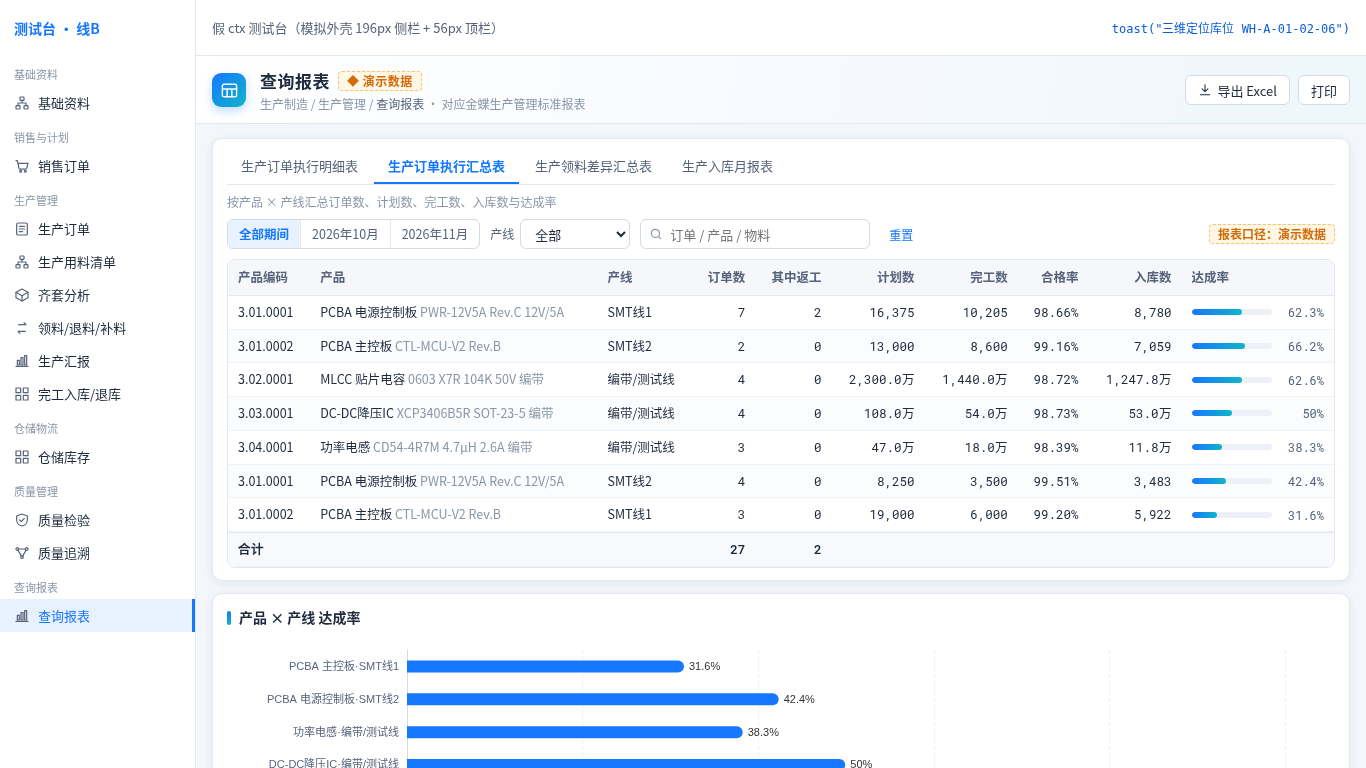 测试台 · 线B
假 ctx 测试台（模拟外壳 196px 侧栏 + 56px 顶栏）
toast("三维定位库位 WH-A-01-02-06")
基础资料
基础资料
销售与计划
销售订单
生产管理
生产订单
生产用料清单
齐套分析
领料/退料/补料
生产汇报
完工入库/退库
仓储物流
仓储库存
质量管理
质量检验
质量追溯
查询报表
查询报表
查询报表 ◆ 演示数据
生产制造 / 生产管理 / 查询报表 · 对应金蝶生产管理标准报表
导出 Excel 打印
生产订单执行明细表 生产订单执行汇总表 生产领料差异汇总表 生产入库月报表
按产品 × 产线汇总订单数、计划数、完工数、入库数与达成率
全部期间 2026年10月 2026年11月 产线 全部 订单 / 产品 / 物料 重置 报表口径：演示数据
产品编码 产品 产线 订单数 其中返工 计划数 完工数 合格率 入库数 达成率
3.01.0001 PCBA 电源控制板 PWR-12V5A Rev.C 12V/5A SMT线1 7 2 16,375 10,205 98.66% 8,780 62.3%
3.01.0002 PCBA 主控板 CTL-MCU-V2 Rev.B SMT线2 2 0 13,000 8,600 99.16% 7,059 66.2%
3.02.0001 MLCC 贴片电容 0603 X7R 104K 50V 编带 编带/测试线 4 0 2,300.0万 1,440.0万 98.72% 1,247.8万 62.6%
3.03.0001 DC-DC降压IC XCP3406B5R SOT-23-5 编带 编带/测试线 4 0 108.0万 54.0万 98.73% 53.0万 50%
3.04.0001 功率电感 CD54-4R7M 4.7μH 2.6A 编带 编带/测试线 3 0 47.0万 18.0万 98.39% 11.8万 38.3%
3.01.0001 PCBA 电源控制板 PWR-12V5A Rev.C 12V/5A SMT线2 4 0 8,250 3,500 99.51% 3,483 42.4%
3.01.0002 PCBA 主控板 CTL-MCU-V2 Rev.B SMT线1 3 0 19,000 6,000 99.20% 5,922 31.6%
合计 27 2
产品 × 产线 达成率
PCBA 主控板·SMT线1 31.6%
PCBA 电源控制板·SMT线2 42.4%
功率电感·编带/测试线 38.3%
DC-DC降压IC·编带/测试线 50%